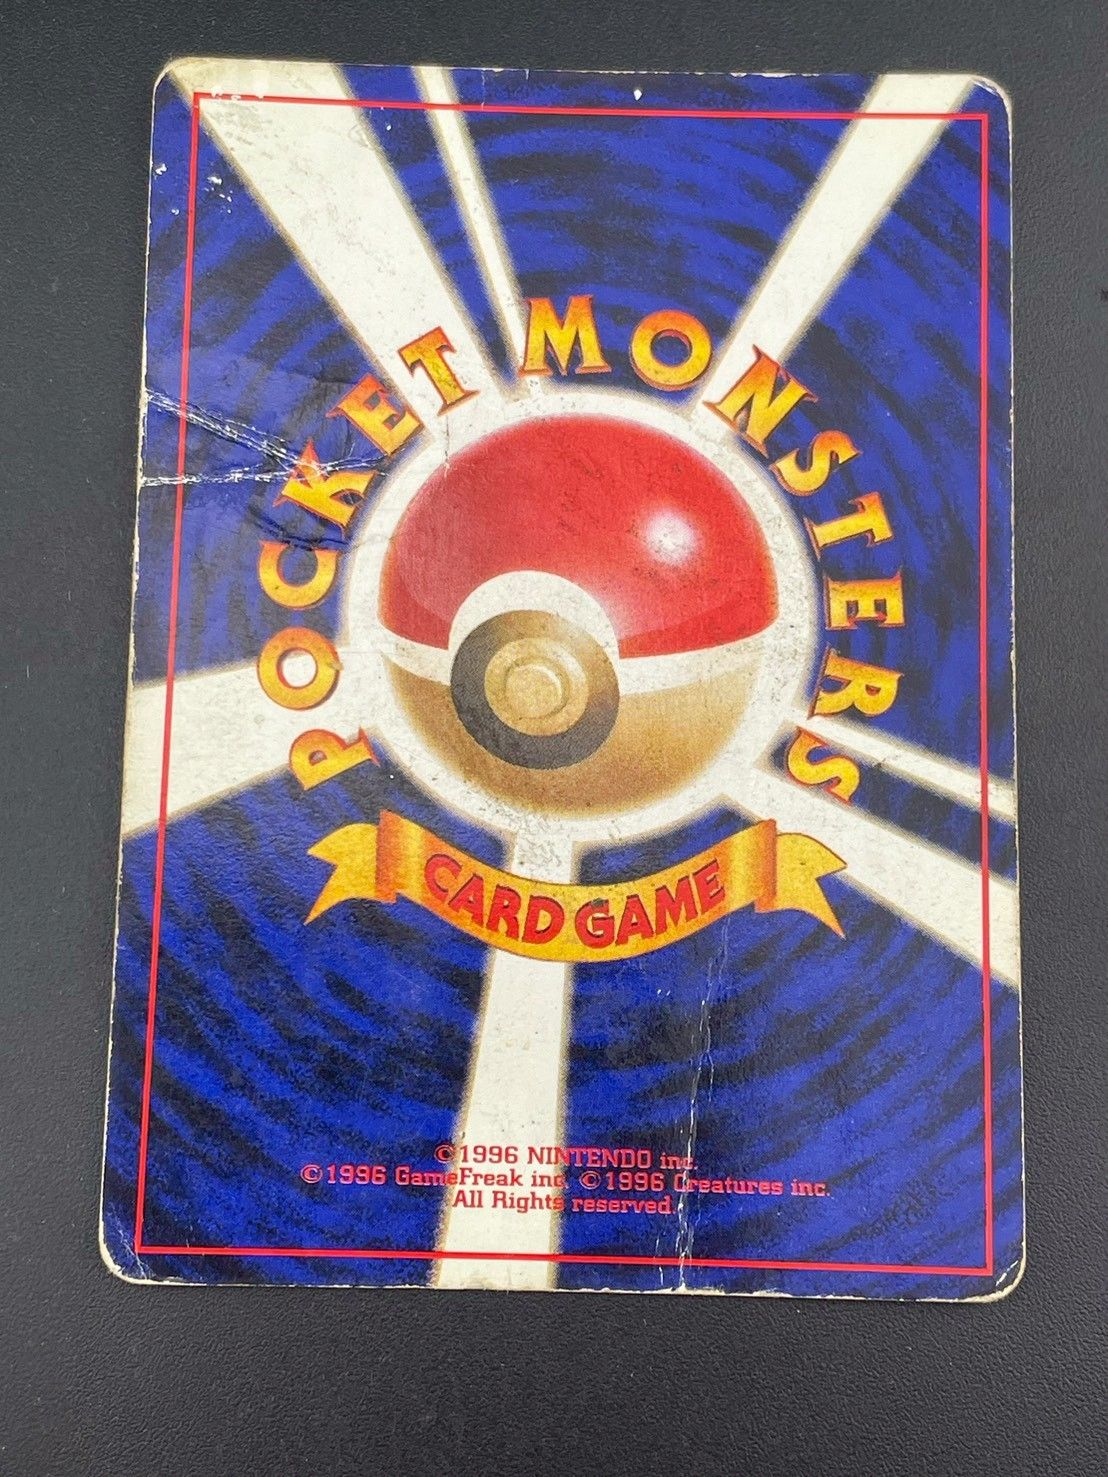 POCKET MONSTERS
CARD GAME
©1996 NINTENDO inc.
©1996 GameFreak inc. ©1996 Creatures inc.
All Rights reserved.